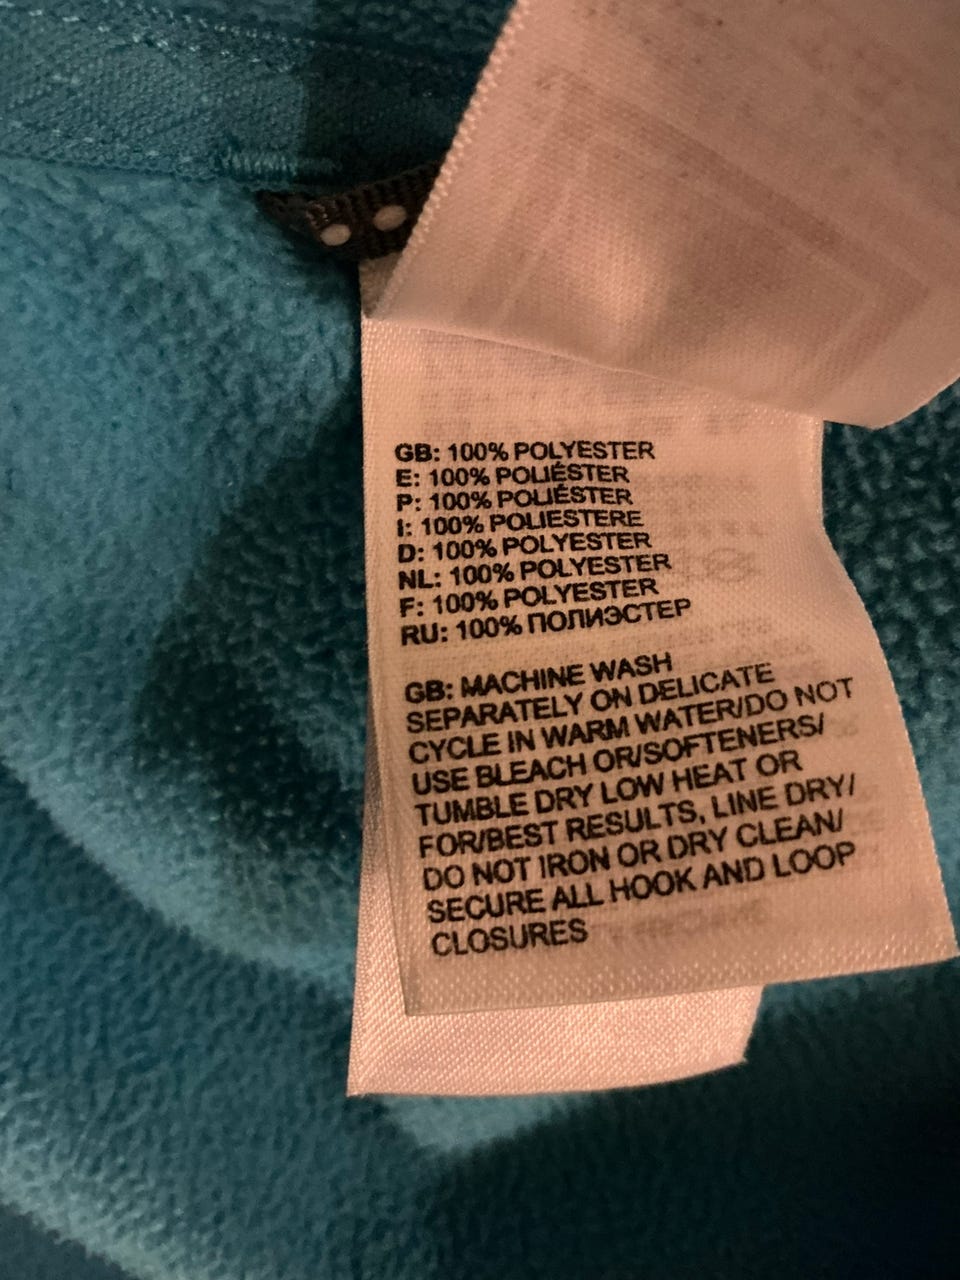 GB: 100% POLYESTER
E: 100% POLIÉSTER
P: 100% POLIÉSTER
I: 100% POLIESTERE
D: 100% POLYESTER
NL: 100% POLYESTER
F: 100% POLYESTER
RU: 100% ПОЛИЭСТЕР
GB: MACHINE WASH
SEPARATELY ON DELICATE
CYCLE IN WARM WATER/DO NOT
USE BLEACH OR/SOFTENERS/
TUMBLE DRY LOW HEAT OR
FOR/BEST RESULTS, LINE DRY/
DO NOT IRON OR DRY CLEAN/
SECURE ALL HOOK AND LOOP
CLOSURES